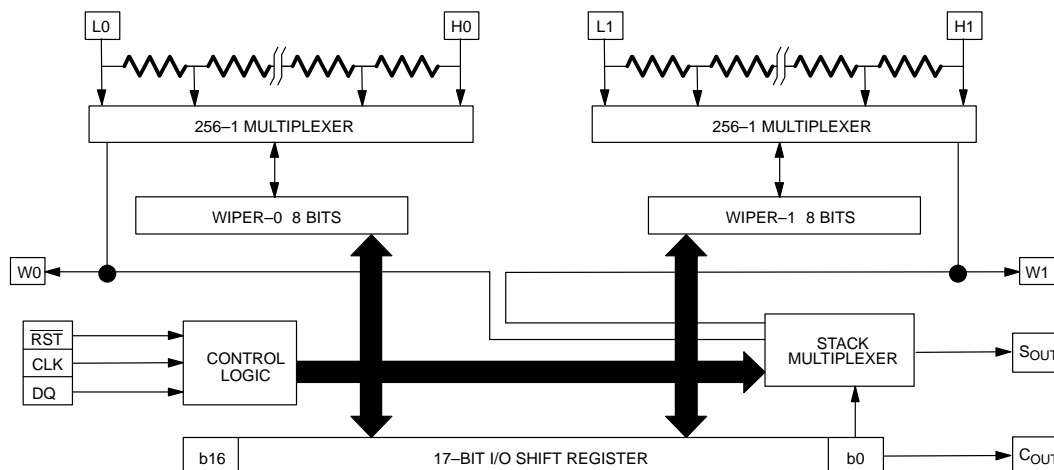 L0
H0
L1
H1
256–1 MULTIPLEXER
256–1 MULTIPLEXER
WIPER–0 8 BITS
WIPER–1 8 BITS
W0
W1
RST
CLK
DQ
CONTROL
LOGIC
STACK
MULTIPLEXER
SOUT
b16
17–BIT I/O SHIFT REGISTER
b0
COUT